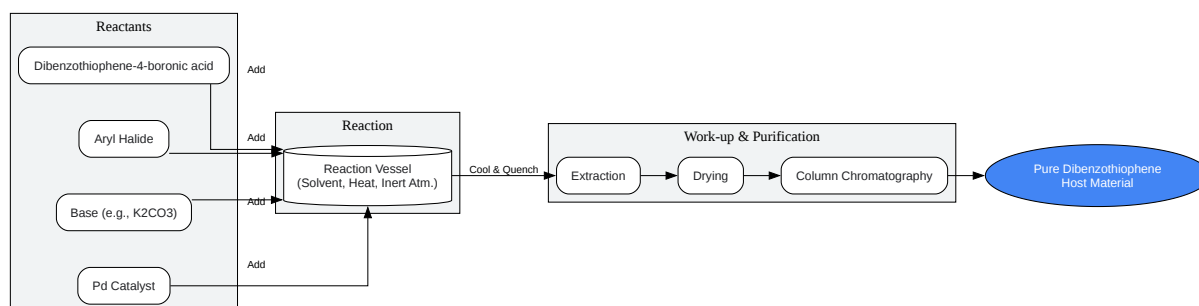 Reactants
Dibenzothiophene-4-boronic acid
Add
Aryl Halide
Add
Base (e.g., K2CO3)
Add
Pd Catalyst
Add
Reaction
Reaction Vessel
(Solvent, Heat, Inert Atm.)
Cool & Quench
Work-up & Purification
Extraction
Drying
Column Chromatography
Pure Dibenzothiophene
Host Material